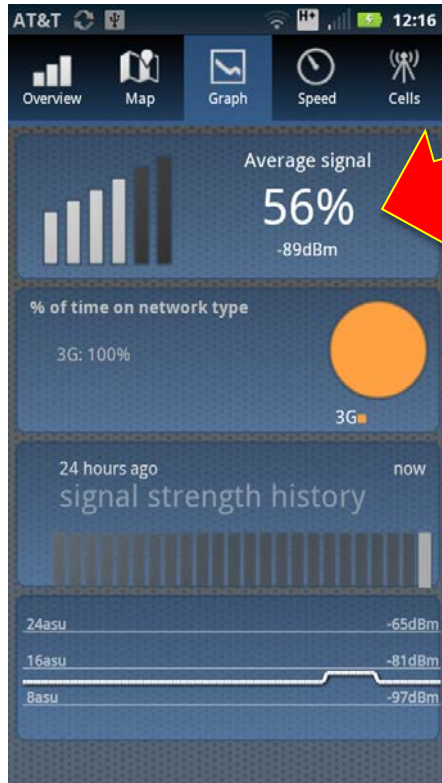 AT&T H+ 12:16
Overview Map Graph Speed Cells
Average signal
56%
-89dBm
% of time on network type
3G: 100%
3G
24 hours ago now
signal strength history
24asu -65dBm
16asu -81dBm
8asu -97dBm